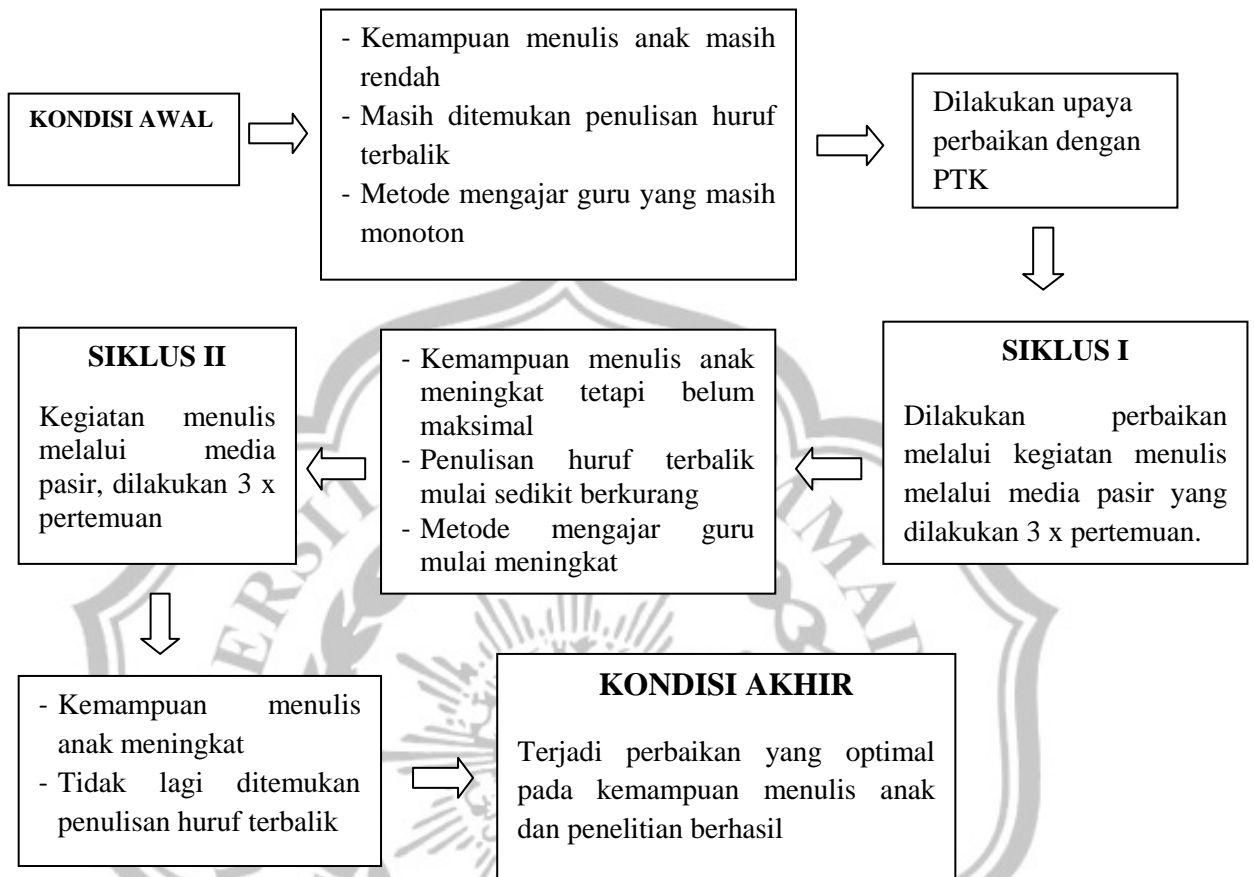 KONDISI AWAL
- Kemampuan menulis anak masih
rendah
- Masih ditemukan penulisan huruf
terbalik
- Metode mengajar guru yang masih
monoton
Dilakukan upaya
perbaikan dengan
PTK
SIKLUS I
Dilakukan perbaikan
melalui kegiatan menulis
melalui media pasir yang
dilakukan 3 x pertemuan.
- Kemampuan menulis anak
meningkat tetapi belum
maksimal
- Penulisan huruf terbalik
mulai sedikit berkurang
- Metode mengajar guru
mulai meningkat
SIKLUS II
Kegiatan menulis
melalui media
pasir, dilakukan 3 x
pertemuan
- Kemampuan menulis
anak meningkat
- Tidak lagi ditemukan
penulisan huruf terbalik
KONDISI AKHIR
Terjadi perbaikan yang optimal
pada kemampuan menulis anak
dan penelitian berhasil